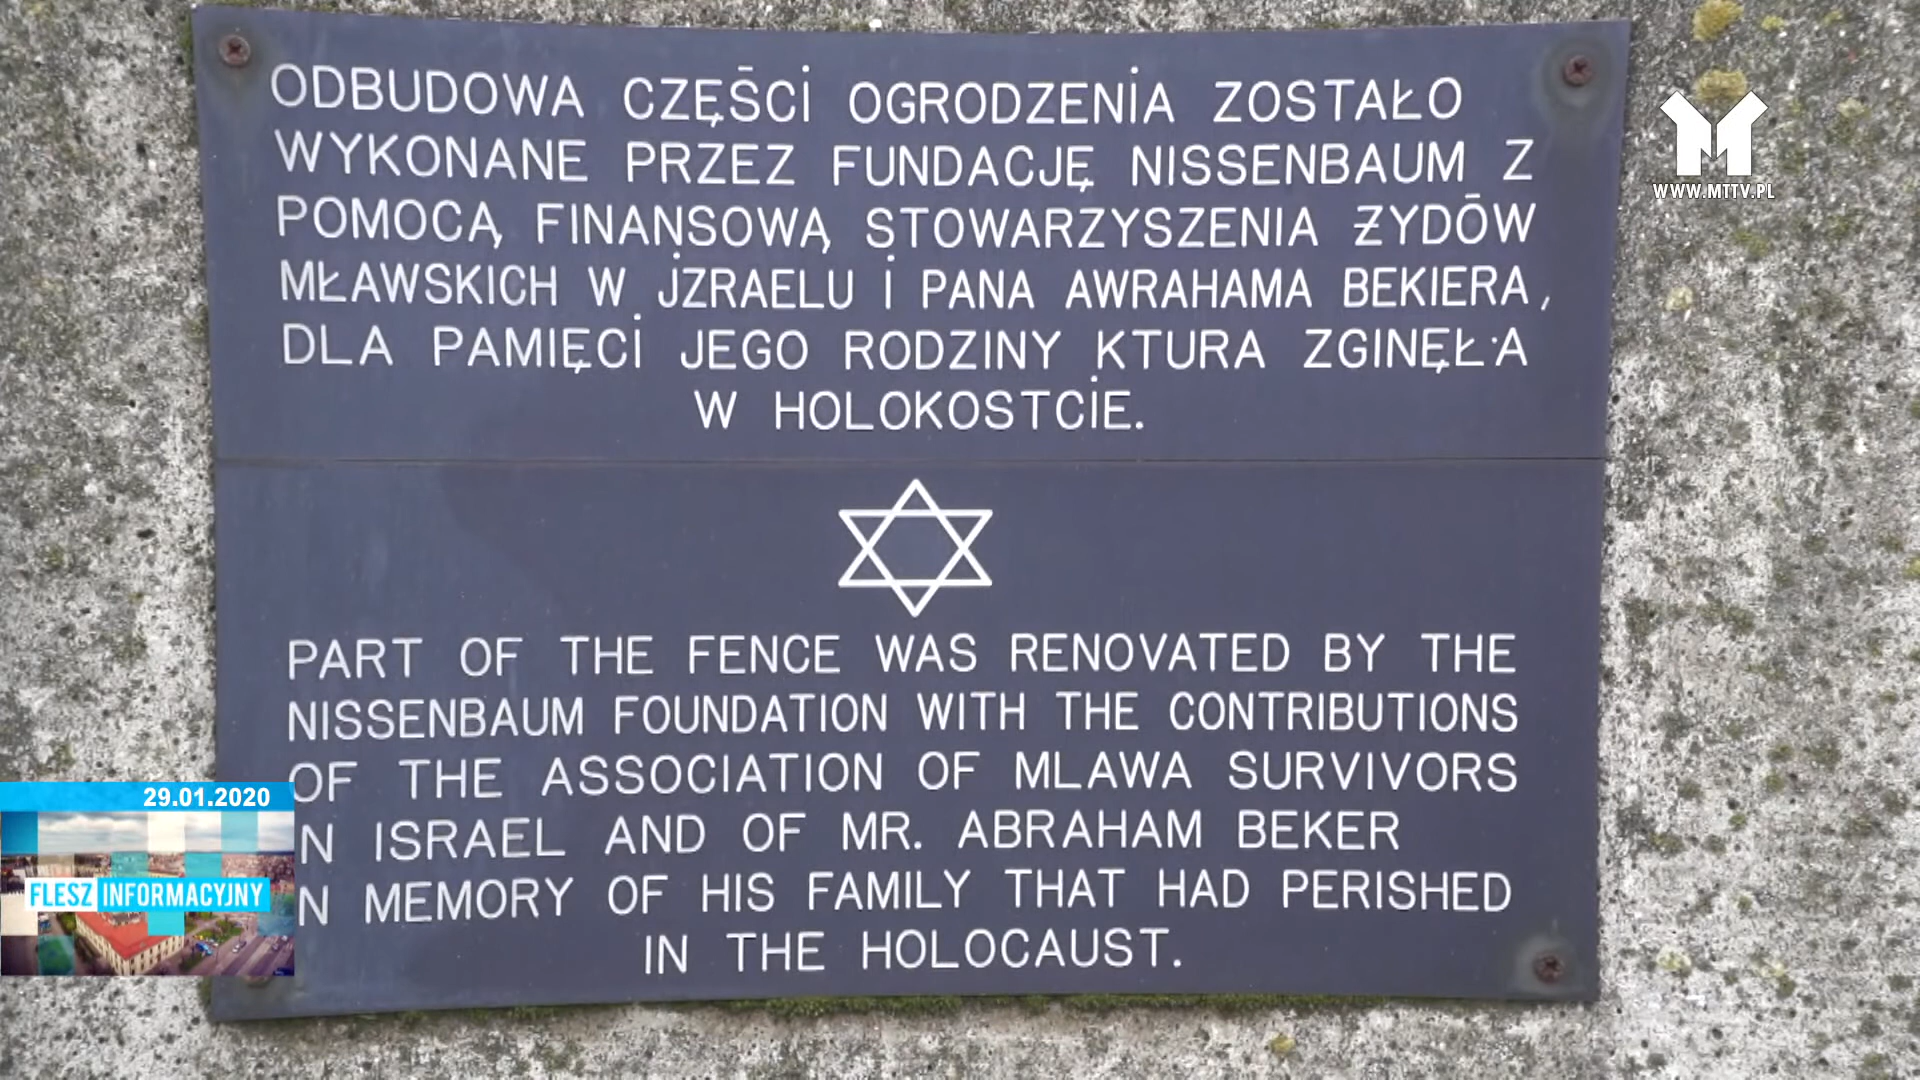 ODBUDOWA CZĘŚCI OGRODZENIA ZOSTAŁO
WYKONANE PRZEZ FUNDACJĘ NISSENBAUM Z
POMOCĄ FINANSOWĄ STOWARZYSZENIA ŻYDÓW
MŁAWSKICH W JZRAELU I PANA AWRAHAMA BEKIERA,
DLA PAMIĘCI JEGO RODZINY KTURA ZGINĘŁA
W HOLOKOSTCIE.
PART OF THE FENCE WAS RENOVATED BY THE
NISSENBAUM FOUNDATION WITH THE CONTRIBUTIONS
OF THE ASSOCIATION OF MLAWA SURVIVORS
N ISRAEL AND OF MR. ABRAHAM BEKER
N MEMORY OF HIS FAMILY THAT HAD PERISHED
IN THE HOLOCAUST.
WWW.MTTV.PL
29.01.2020
FLESZ INFORMACYJNY